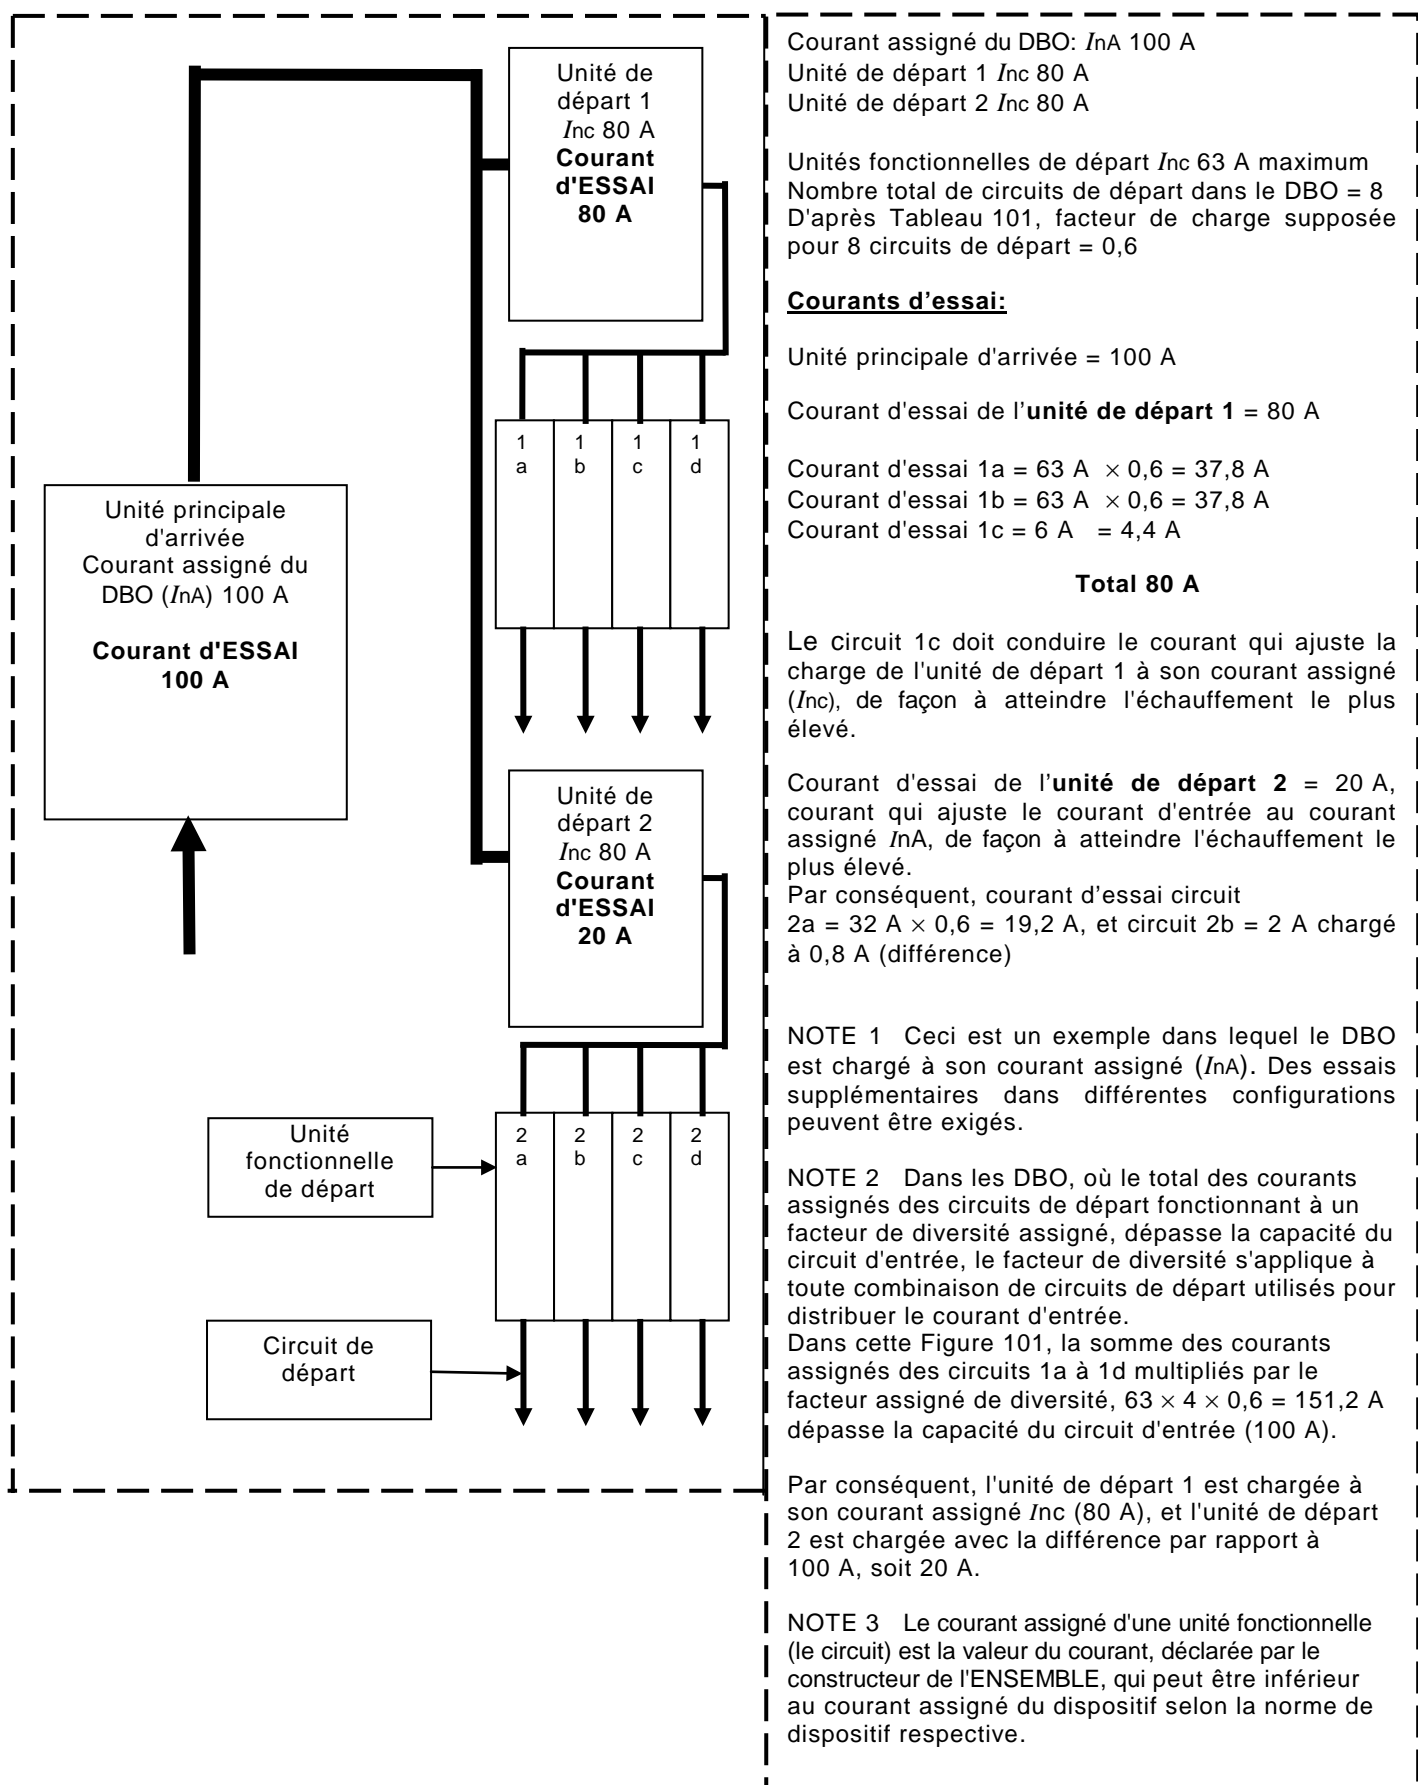 Unité de
départ 1
Inc 80 A
Courant
d'ESSAI
80 A
1 1 1 1
a b c d
Unité principale
d'arrivée
Courant assigné du
DBO (InA) 100 A
Courant d'ESSAI
100 A
Unité de
départ 2
Inc 80 A
Courant
d'ESSAI
20 A
Unité
fonctionnelle
de départ
2 2 2 2
a b c d
Circuit de
départ
Courant assigné du DBO: InA 100 A
Unité de départ 1 Inc 80 A
Unité de départ 2 Inc 80 A
Unités fonctionnelles de départ Inc 63 A maximum
Nombre total de circuits de départ dans le DBO = 8
D'après Tableau 101, facteur de charge supposée
pour 8 circuits de départ = 0,6
Courants d'essai:
Unité principale d'arrivée = 100 A
Courant d'essai de l'unité de départ 1 = 80 A
Courant d'essai 1a = 63 A × 0,6 = 37,8 A
Courant d'essai 1b = 63 A × 0,6 = 37,8 A
Courant d'essai 1c = 6 A = 4,4 A
Total 80 A
Le circuit 1c doit conduire le courant qui ajuste la
charge de l'unité de départ 1 à son courant assigné
(Inc), de façon à atteindre l'échauffement le plus
élevé.
Courant d'essai de l'unité de départ 2 = 20 A,
courant qui ajuste le courant d'entrée au courant
assigné InA, de façon à atteindre l'échauffement le
plus élevé.
Par conséquent, courant d'essai circuit
2a = 32 A × 0,6 = 19,2 A, et circuit 2b = 2 A chargé
à 0,8 A (différence)
NOTE 1 Ceci est un exemple dans lequel le DBO
est chargé à son courant assigné (InA). Des essais
supplémentaires dans différentes configurations
peuvent être exigés.
NOTE 2 Dans les DBO, où le total des courants
assignés des circuits de départ fonctionnant à un
facteur de diversité assigné, dépasse la capacité du
circuit d'entrée, le facteur de diversité s'applique à
toute combinaison de circuits de départ utilisés pour
distribuer le courant d'entrée.
Dans cette Figure 101, la somme des courants
assignés des circuits 1a à 1d multipliés par le
facteur assigné de diversité, 63 × 4 × 0,6 = 151,2 A
dépasse la capacité du circuit d'entrée (100 A).
Par conséquent, l'unité de départ 1 est chargée à
son courant assigné Inc (80 A), et l'unité de départ
2 est chargée avec la différence par rapport à
100 A, soit 20 A.
NOTE 3 Le courant assigné d'une unité fonctionnelle
(le circuit) est la valeur du courant, déclarée par le
constructeur de l'ENSEMBLE, qui peut être inférieur
au courant assigné du dispositif selon la norme de
dispositif respective.